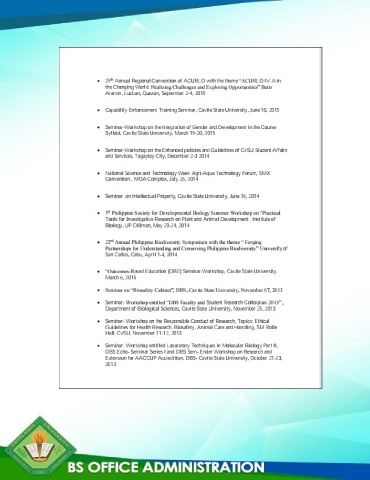 • 29th Annual Regional Convention of ACURLO with the theme "ACURLO IV-A in
the Changing World: Realizing Challenges and Exploring Opportunities" Batis
Aramin, Lucban, Quezon, September 2-4, 2015
• Capability Enhancement Training Seminar, Cavite State University, June 10, 2015
• Seminar-Workshop on the Integration of Gender and Development in the Course
Syllabi, Cavite State University, March 19-20, 2015
• Seminar-Workshop on the Enhanced policies and Guidelines of CvSU Student Affairs
and Services, Tagaytay City, December 2-3 2014
• National Science and Technology Week Agri-Aqua Technology Forum, SMX
Convention, MOA Complex, July 26, 2014
• Seminar on Intellectual Property, Cavite State University, June 16, 2014
• 1st Philippine Society for Developmental Biology Summer Workshop on "Practical
Tools for Investigative Research on Plant and Animal Development, Institute of
Biology, UP Diliman, May 23-24, 2014
• 22nd Annual Philippine Biodiversity Symposium with the theme " Forging
Partnerships for Understanding and Conserving Philippine Biodiversity" University of
San Carlos, Cebu, April 1-4, 2014
• "Outcomes-Based Education (OBE) Seminar-Workshop, Cavite State University,
March 6, 2015
• Seminar on "Biosafety Cabinet", DBS, Cavite State University, November 07, 2013
• Seminar- Workshop entitled "DBS Faculty and Student Research Colloquium 2013",
Department of Biological Sciences, Cavite State University, November 25, 2013
• Seminar- Workshop on the Responsible Conduct of Research, Topics: Ethical
Guidelines for Health Research, Biosafety, Animal Care and Handling, SM Rolle
Hall, CvSU, November 11-12, 2013
• Seminar- Workshop entitled Laboratory Techniques in Molecular Biology Part II,
DBS Echo- Seminar Series I and DBS Sem- Ender Workshop on Research and
Extension for AACCUP Accreditation, DBS- Cavite State University, October 21-23,
2013
BS OFFICE ADMINISTRATION